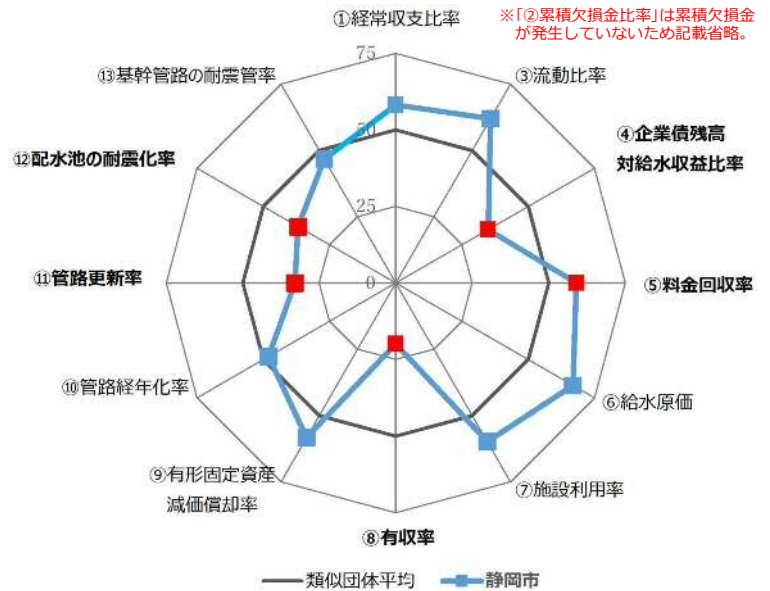 ※「②累積欠損金比率」は累積欠損金
が発生していないため記載省略。
①経常収支比率
75
⑬基幹管路の耐震管率
③流動比率
50
④企業債残高
対給水収益比率
⑫配水池の耐震化率
25
⑪管路更新率
0
⑤料金回収率
⑩管路経年化率
⑥給水原価
⑨有形固定資産
減価償却率
⑦施設利用率
⑧有収率
類似団体平均
静岡市